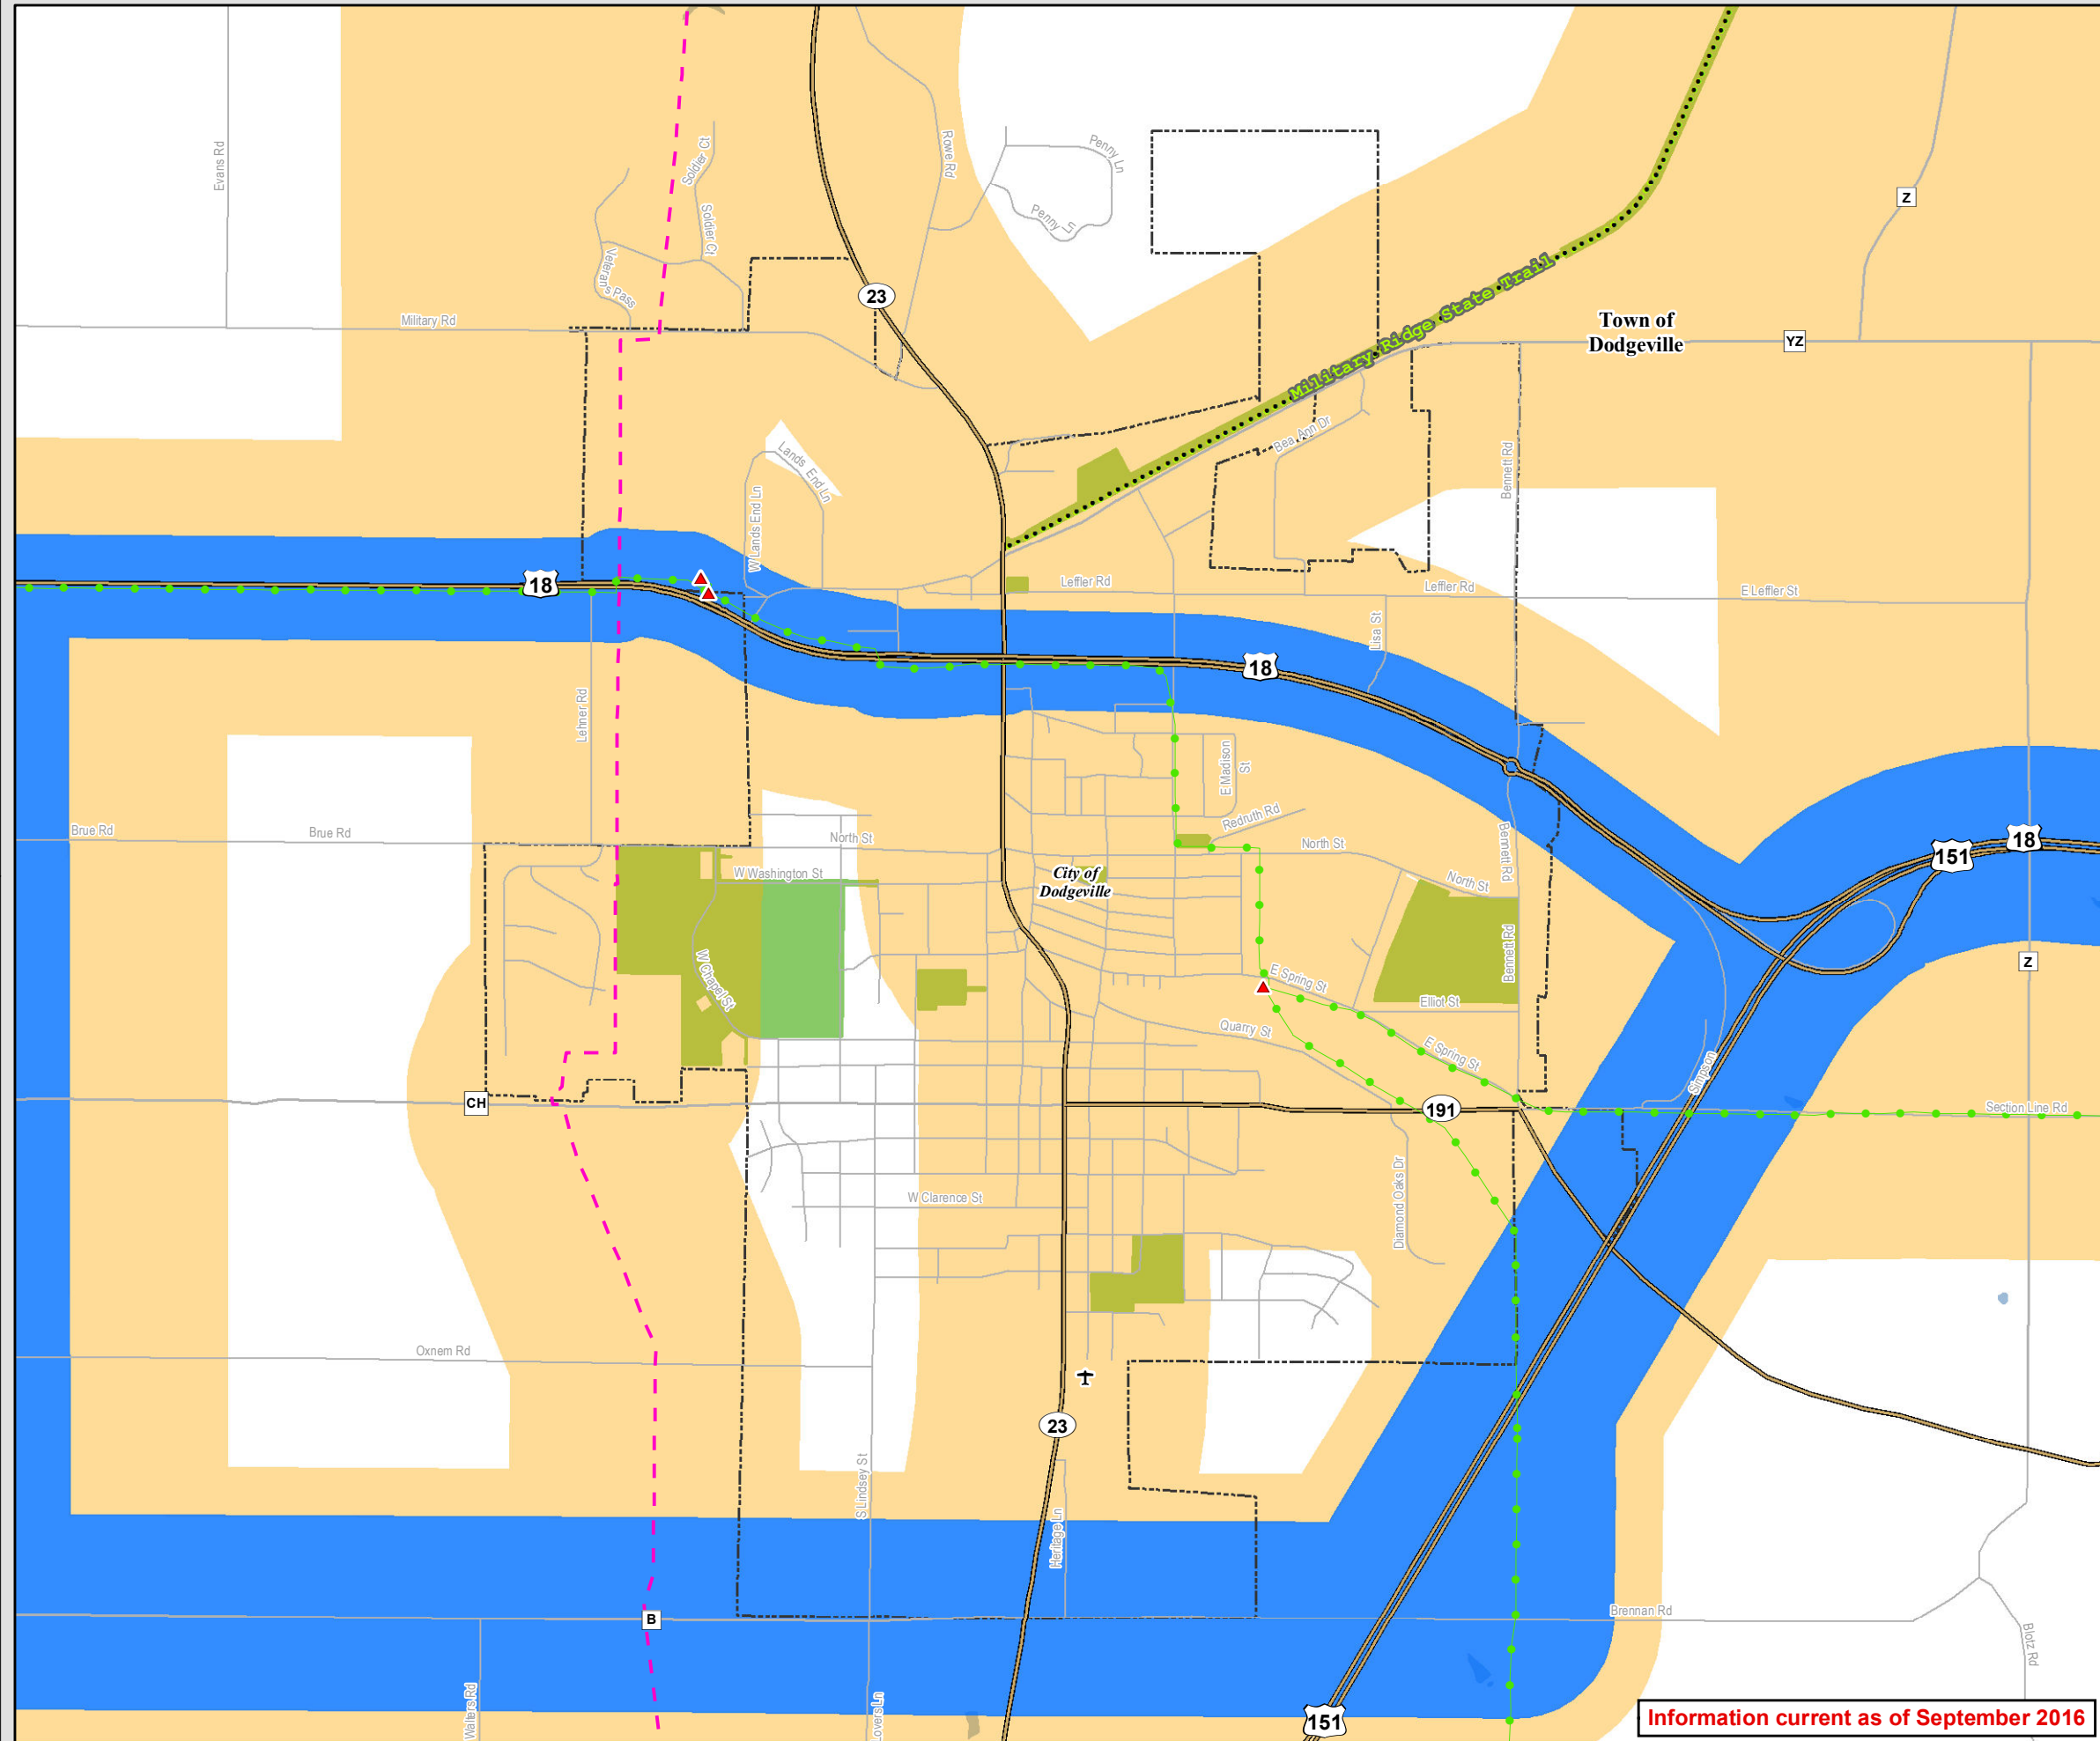 Evans Rd
Soldier Ct
Soldier Ct
Veteran's Pass
Rowe Rd
Penny Ln
Penny Ln
Z
23
Military Rd
Military Ridge State Trail
Town of
Dodgeville
YZ
Bea Ann Dr
Lands End Ln
W Lands End Ln
Bennett Rd
18
Leffler Rd
Leffler Rd
E Leffler St
Lisa St
18
Lehner Rd
E Madison
St
Redruth Rd
Brue Rd
Brue Rd
North St
North St
Bennett Rd
18
151
W Washington St
City of
Dodgeville
North St
W Chapel St
E Spring St
Bennett Rd
Z
Elliot St
Quarry St
E Spring St
Simpson
CH
191
Section Line Rd
W Clarence St
Diamond Oaks Dr
Oxnem Rd
23
S Lindsey St
Heritage Ln
B
Brennan Rd
Blotz Rd
Walters Rd
Lovers Ln
151
Information current as of September 2016